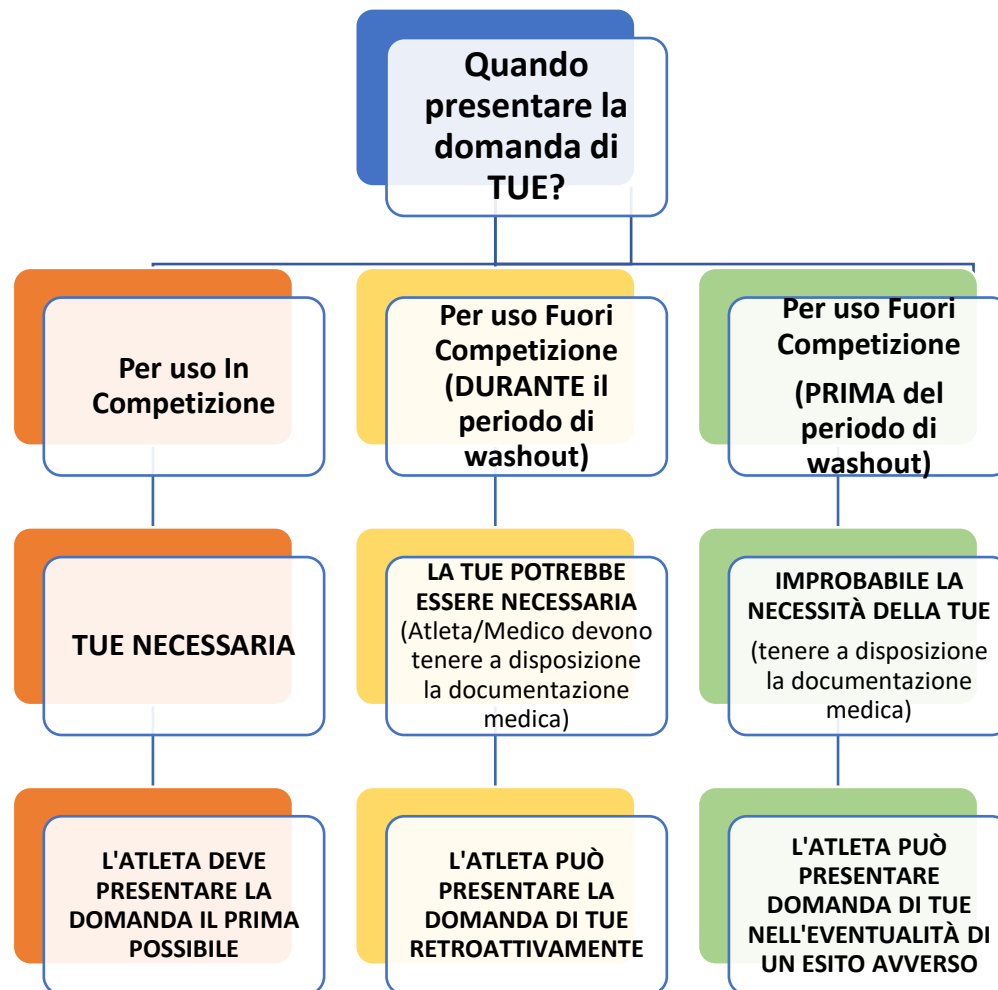 Quando
presentare la
domanda di
TUE?
Per uso In
Competizione
Per uso Fuori
Competizione
(DURANTE il
periodo di
washout)
Per uso Fuori
Competizione
(PRIMA del
periodo di
washout)
TUE NECESSARIA
LA TUE POTREBBE
ESSERE NECESSARIA
(Atleta/Medico devono
tenere a disposizione
la documentazione
medica)
IMPROBABILE LA
NECESSITÀ DELLA TUE
(tenere a disposizione
la documentazione
medica)
L'ATLETA DEVE
PRESENTARE LA
DOMANDA IL PRIMA
POSSIBILE
L'ATLETA PUÒ
PRESENTARE LA
DOMANDA DI TUE
RETROATTIVAMENTE
L'ATLETA PUÒ
PRESENTARE
DOMANDA DI TUE
NELL'EVENTUALITÀ DI
UN ESITO AVVERSO